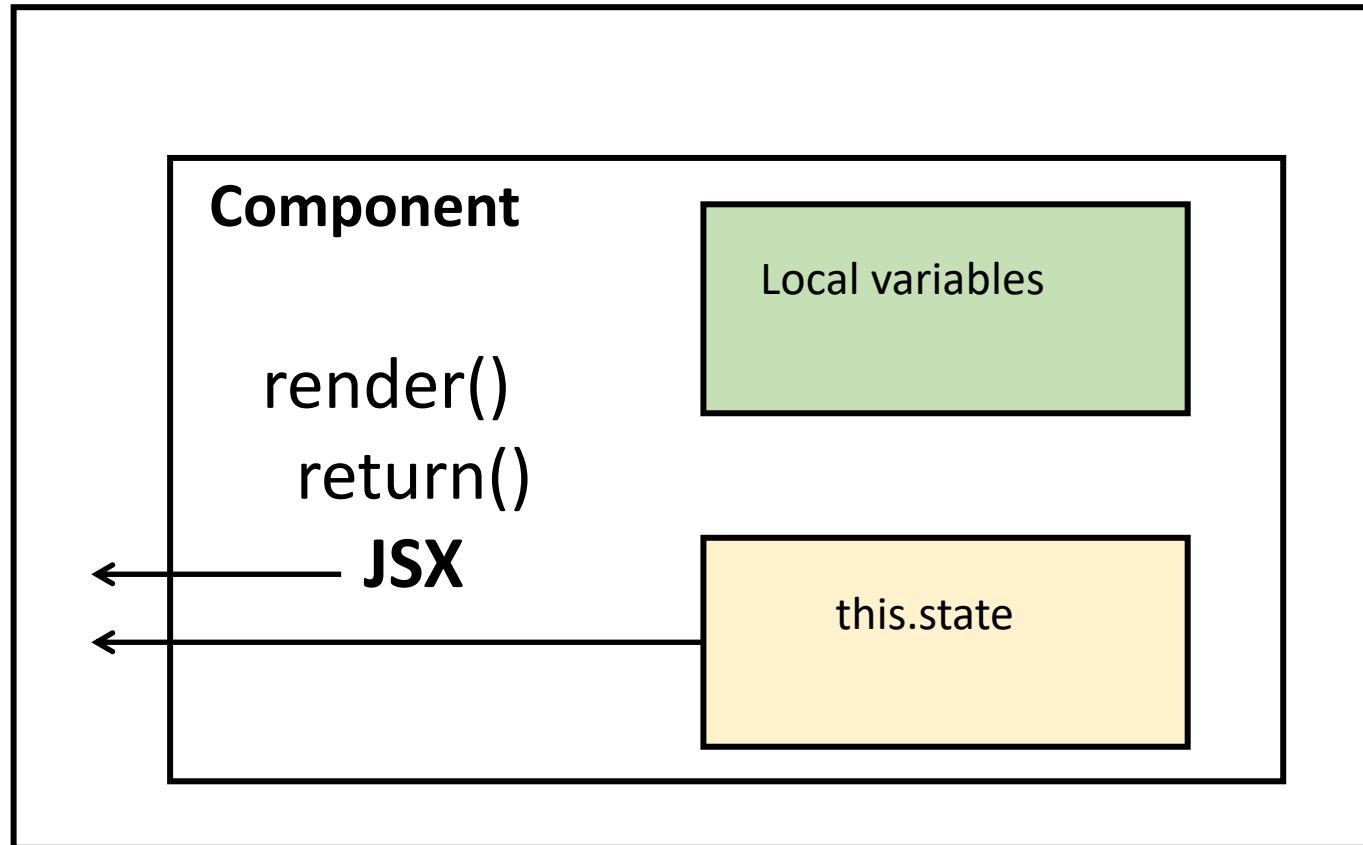 Component
Local variables
render()
return()
JSX
this.state